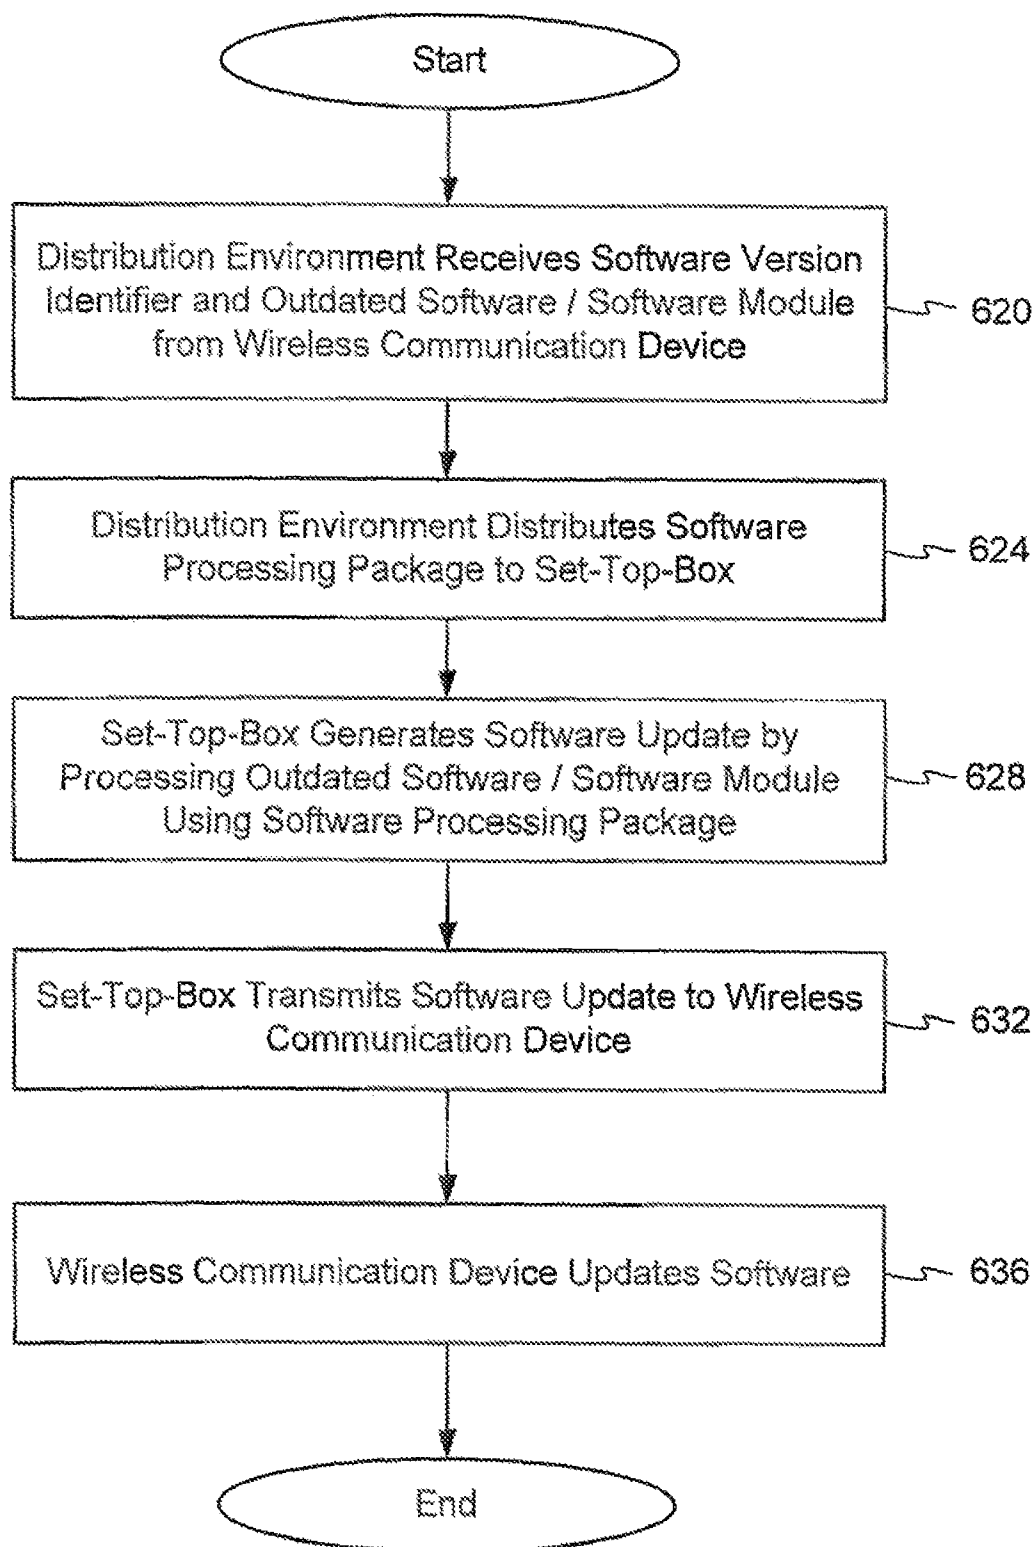 Start
Distribution Environment Receives Software Version
Identifier and Outdated Software / Software Module
from Wireless Communication Device
620
Distribution Environment Distributes Software
Processing Package to Set-Top-Box
624
Set-Top-Box Generates Software Update by
Processing Outdated Software / Software Module
Using Software Processing Package
628
Set-Top-Box Transmits Software Update to Wireless
Communication Device
632
Wireless Communication Device Updates Software
636
End